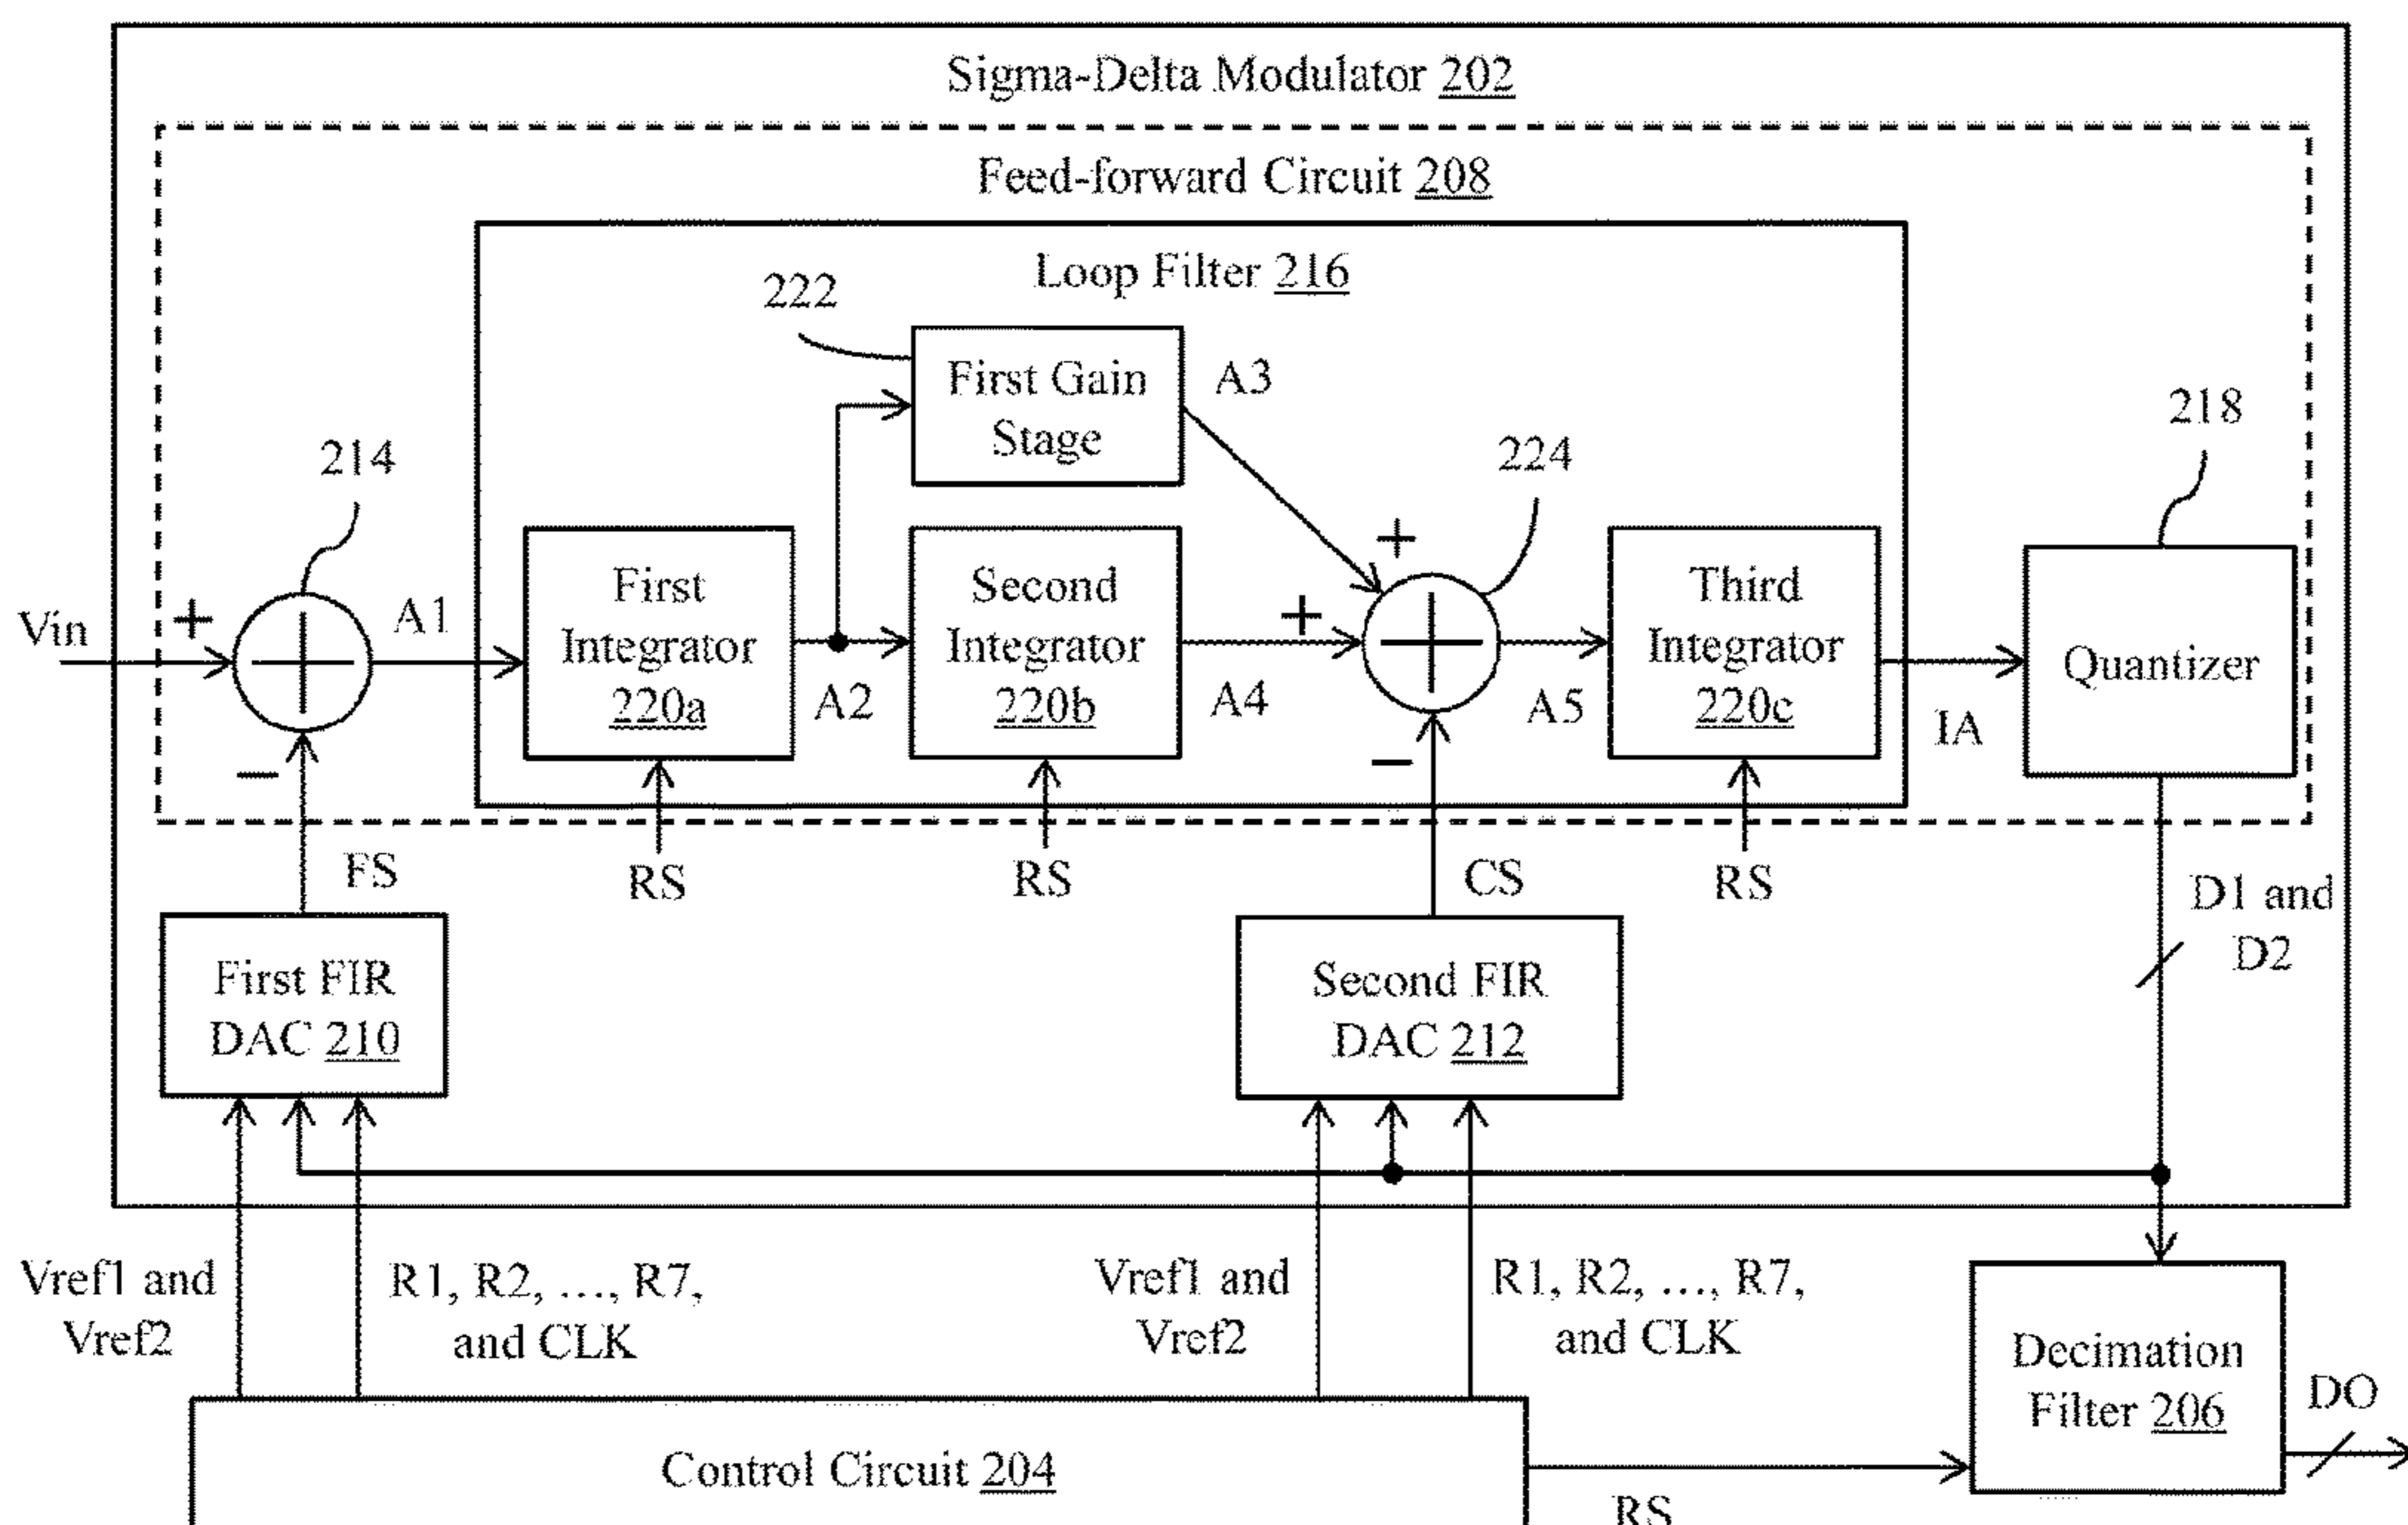 Sigma-Delta Modulator 202
Feed-forward Circuit 208
Loop Filter 216
222
First Gain
Stage
A3
218
214
224
Vin
+
A1
First
Integrator
220a
A2
Second
Integrator
220b
A4
+
+
A5
Third
Integrator
220c
IA
Quantizer
−
−
FS
RS
RS
CS
RS
D1 and
D2
First FIR
DAC 210
Second FIR
DAC 212
Vref1 and
Vref2
R1, R2, ..., R7,
and CLK
Vref1 and
Vref2
R1, R2, ..., R7,
and CLK
Decimation
Filter 206
DO
Control Circuit 204
RS